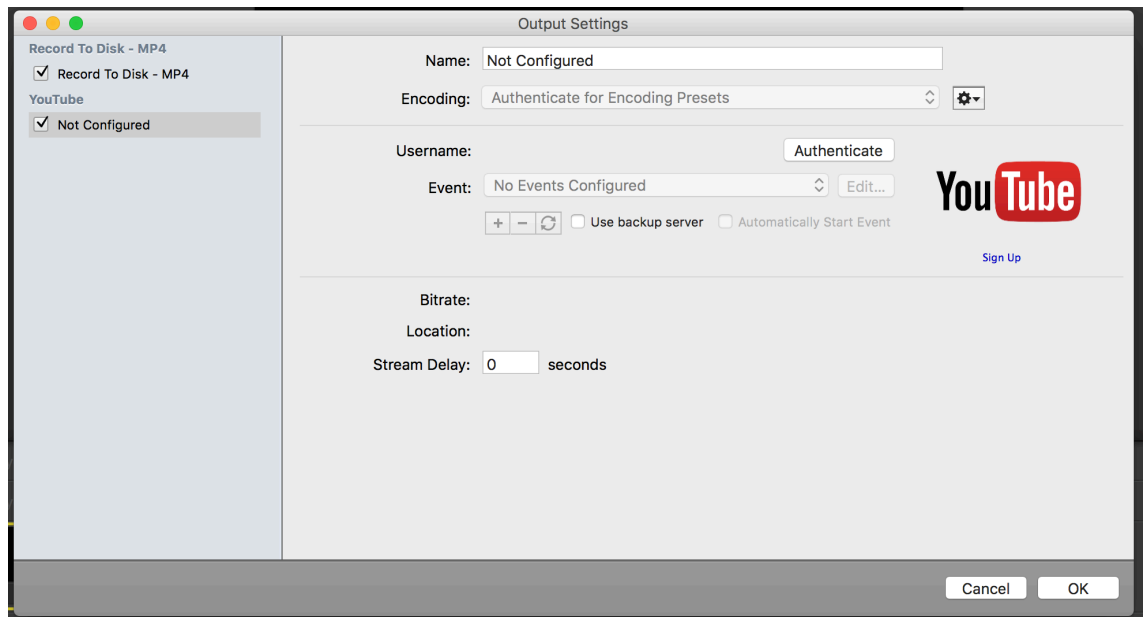 Output Settings
Record To Disk - MP4
Record To Disk - MP4
YouTube
Not Configured
Name: Not Configured
Encoding: Authenticate for Encoding Presets
Username: Authenticate
Event: No Events Configured Edit...
+ − Use backup server Automatically Start Event
YouTube
Sign Up
Bitrate:
Location:
Stream Delay: 0 seconds
Cancel OK